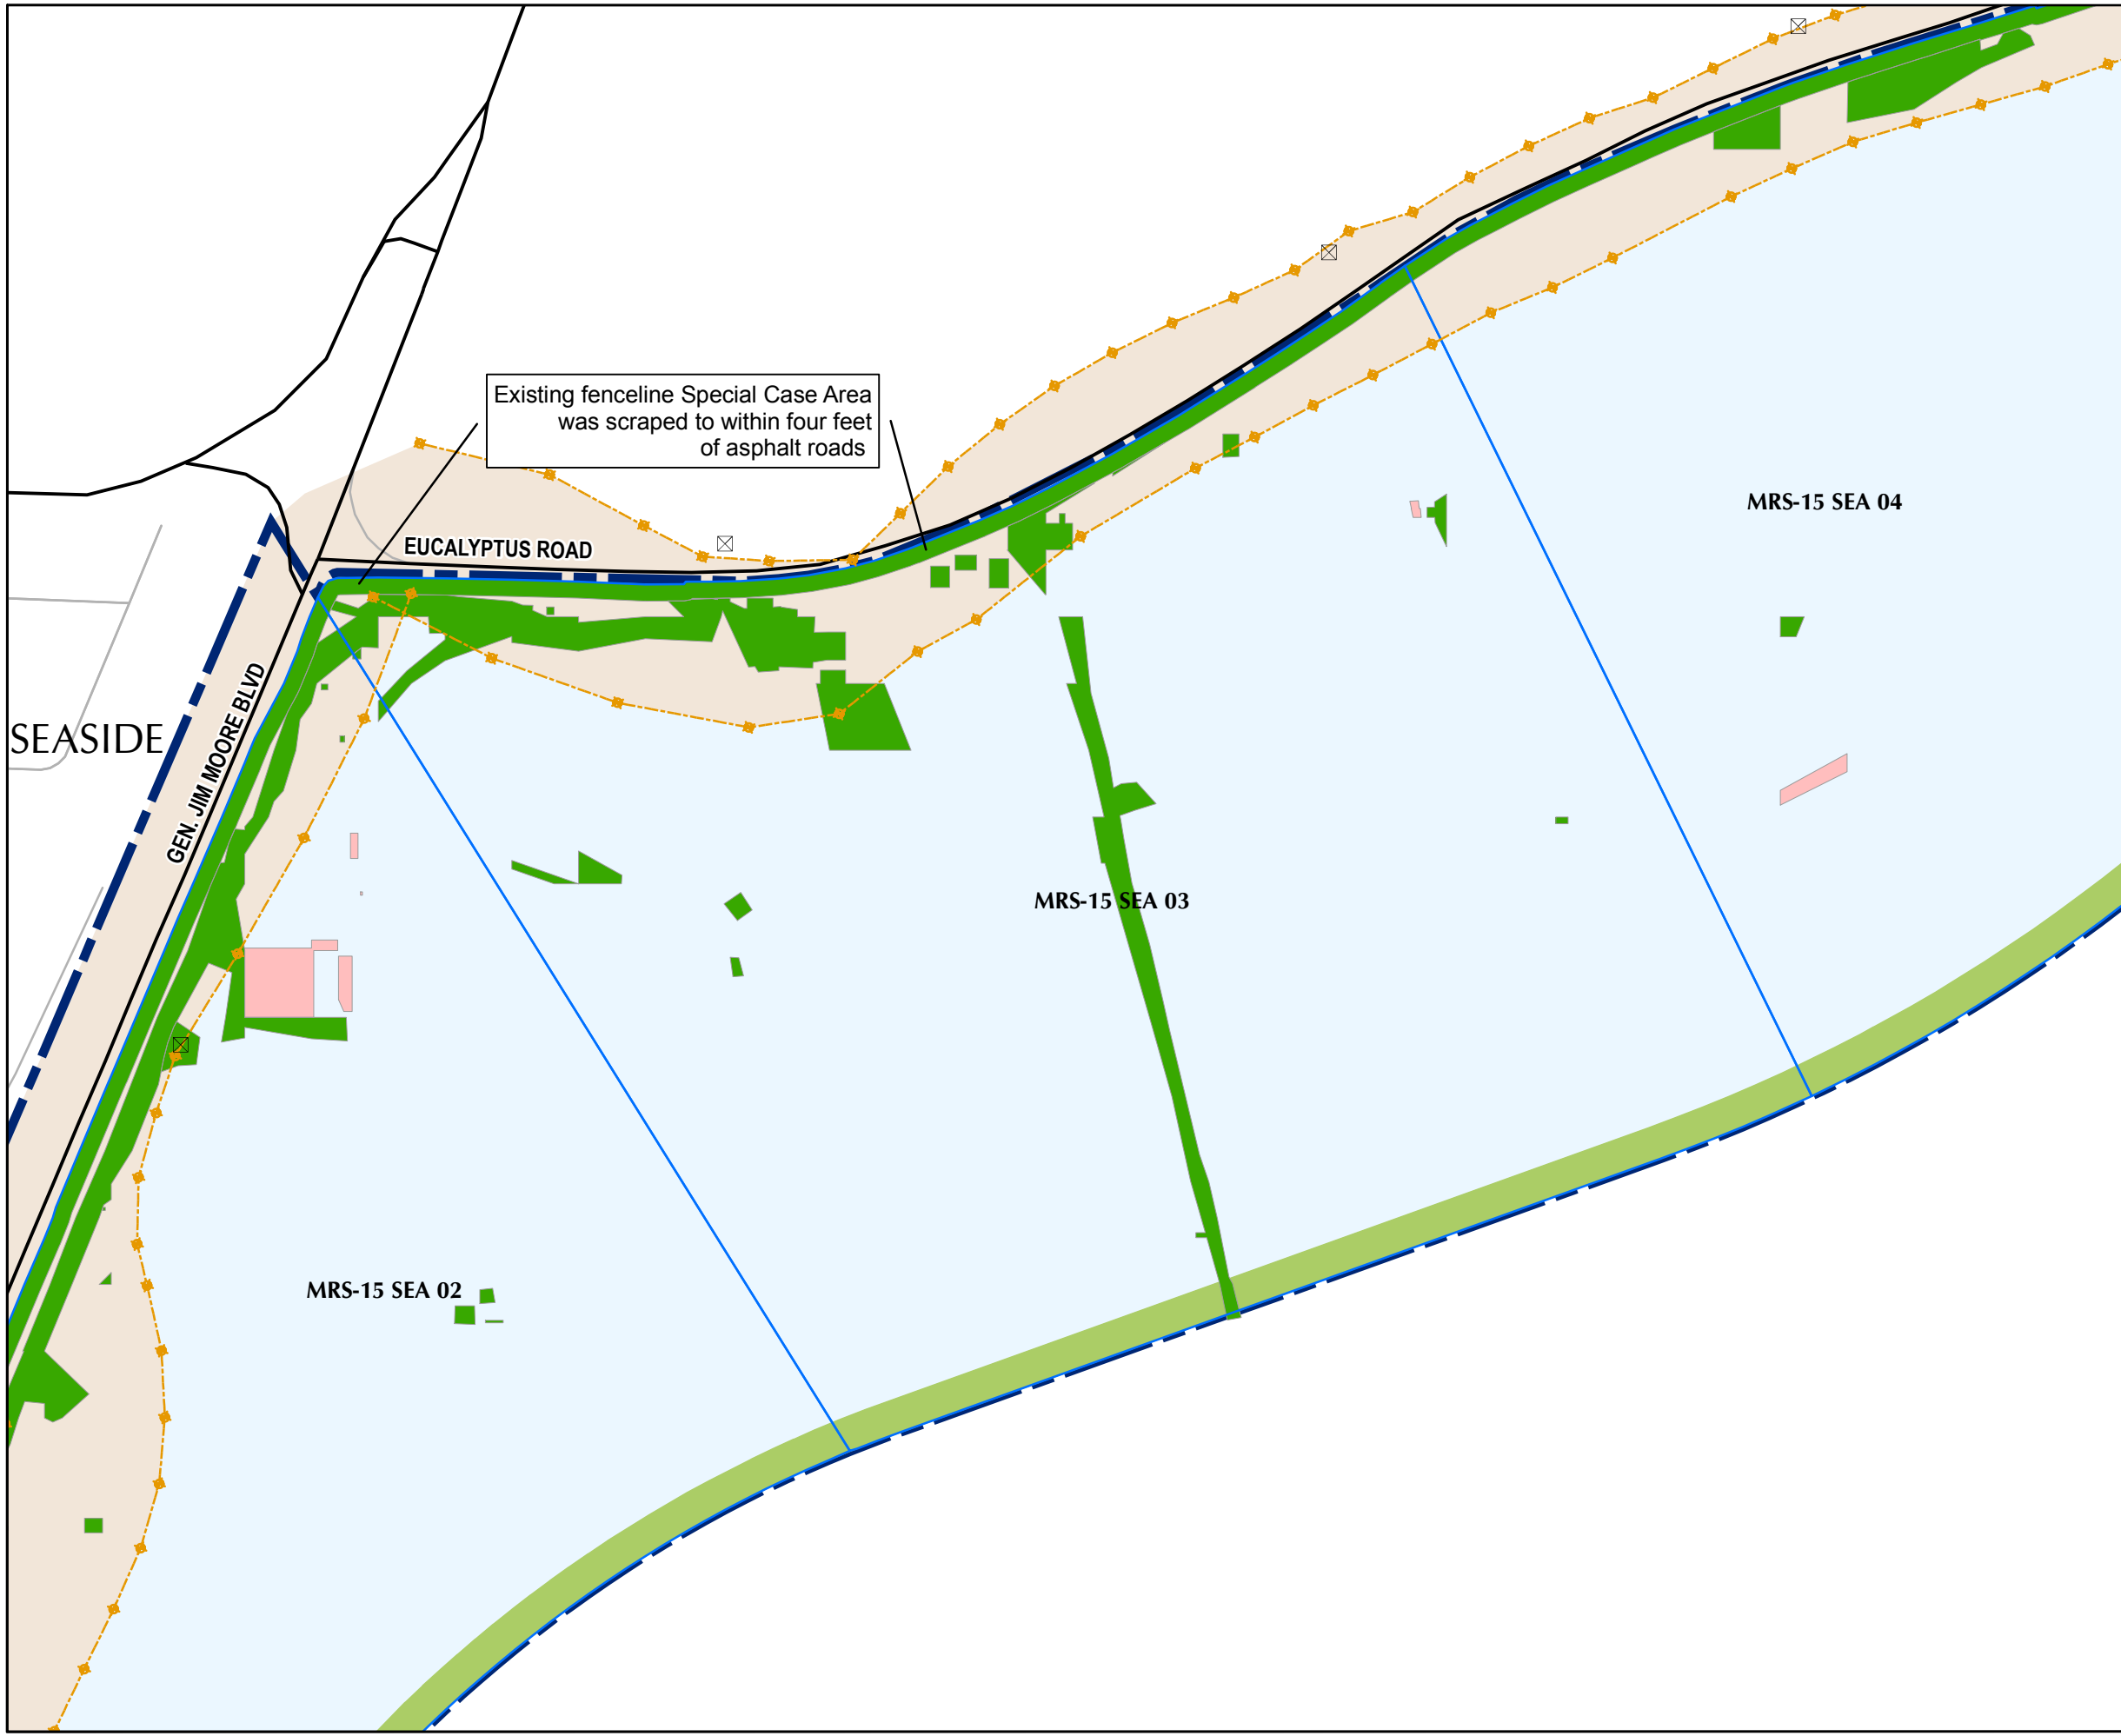 Existing fenceline Special Case Area
was scraped to within four feet
of asphalt roads
MRS-15 SEA 04
EUCALYPTUS ROAD
GEN. JIM MOORE BLVD
SEASIDE
MRS-15 SEA 03
MRS-15 SEA 02